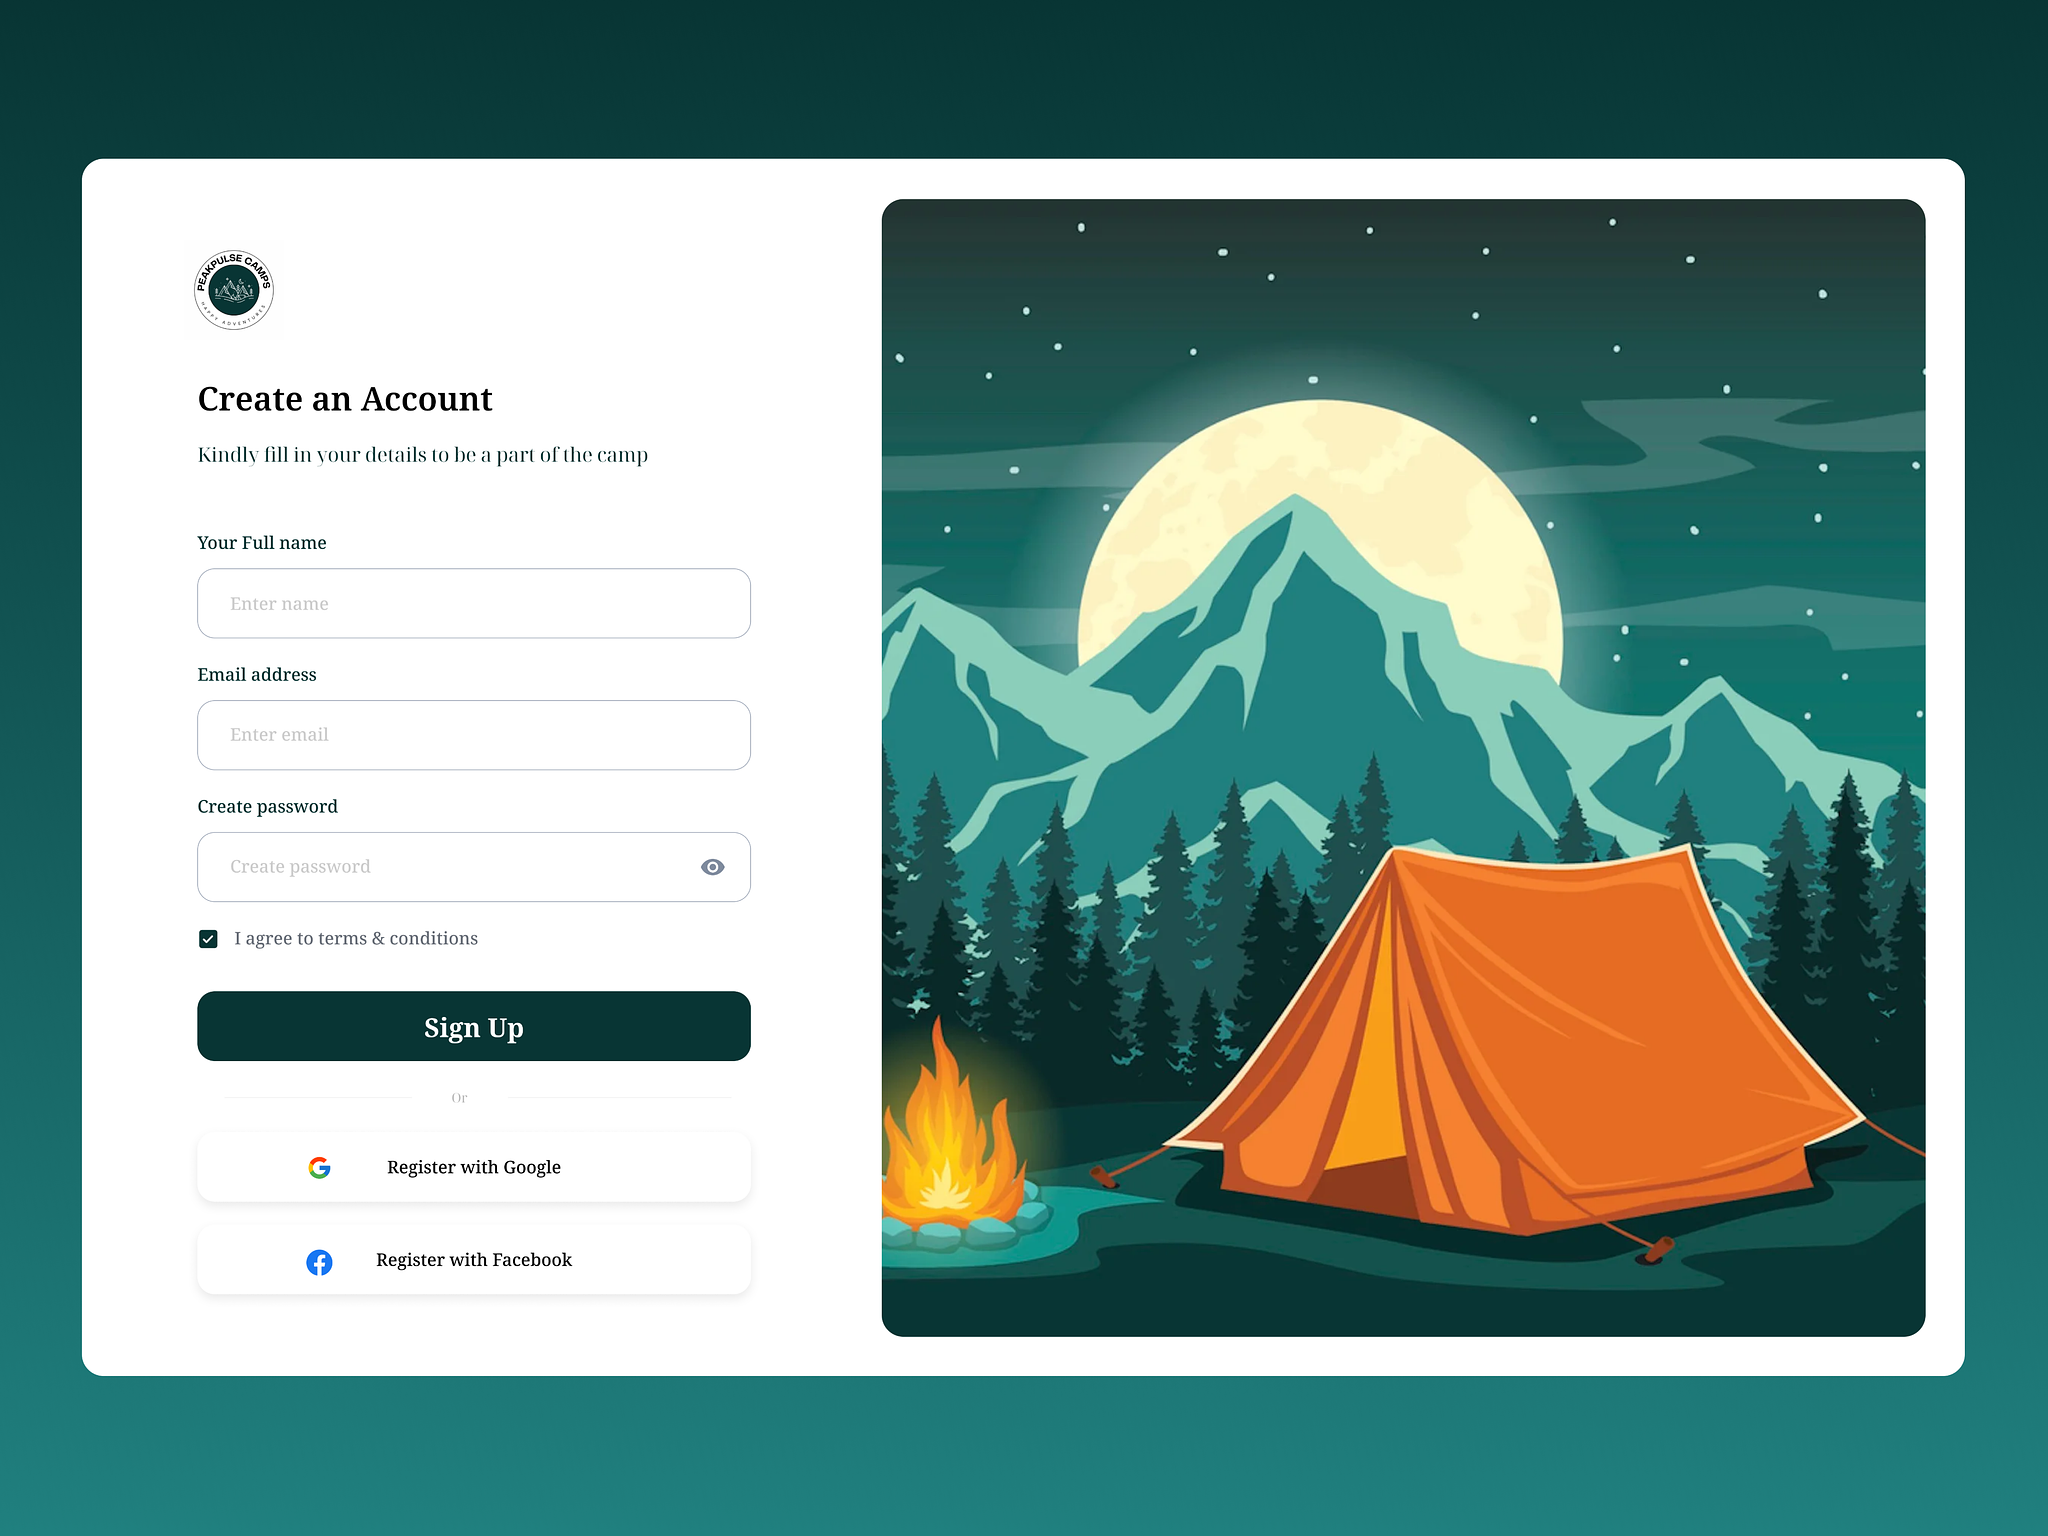 PEAKPULSE CAMPS
HAPPY ADVENTURES
Create an Account
Kindly fill in your details to be a part of the camp
Your Full name
Enter name
Email address
Enter email
Create password
Create password
I agree to terms & conditions
Sign Up
Or
Register with Google
Register with Facebook